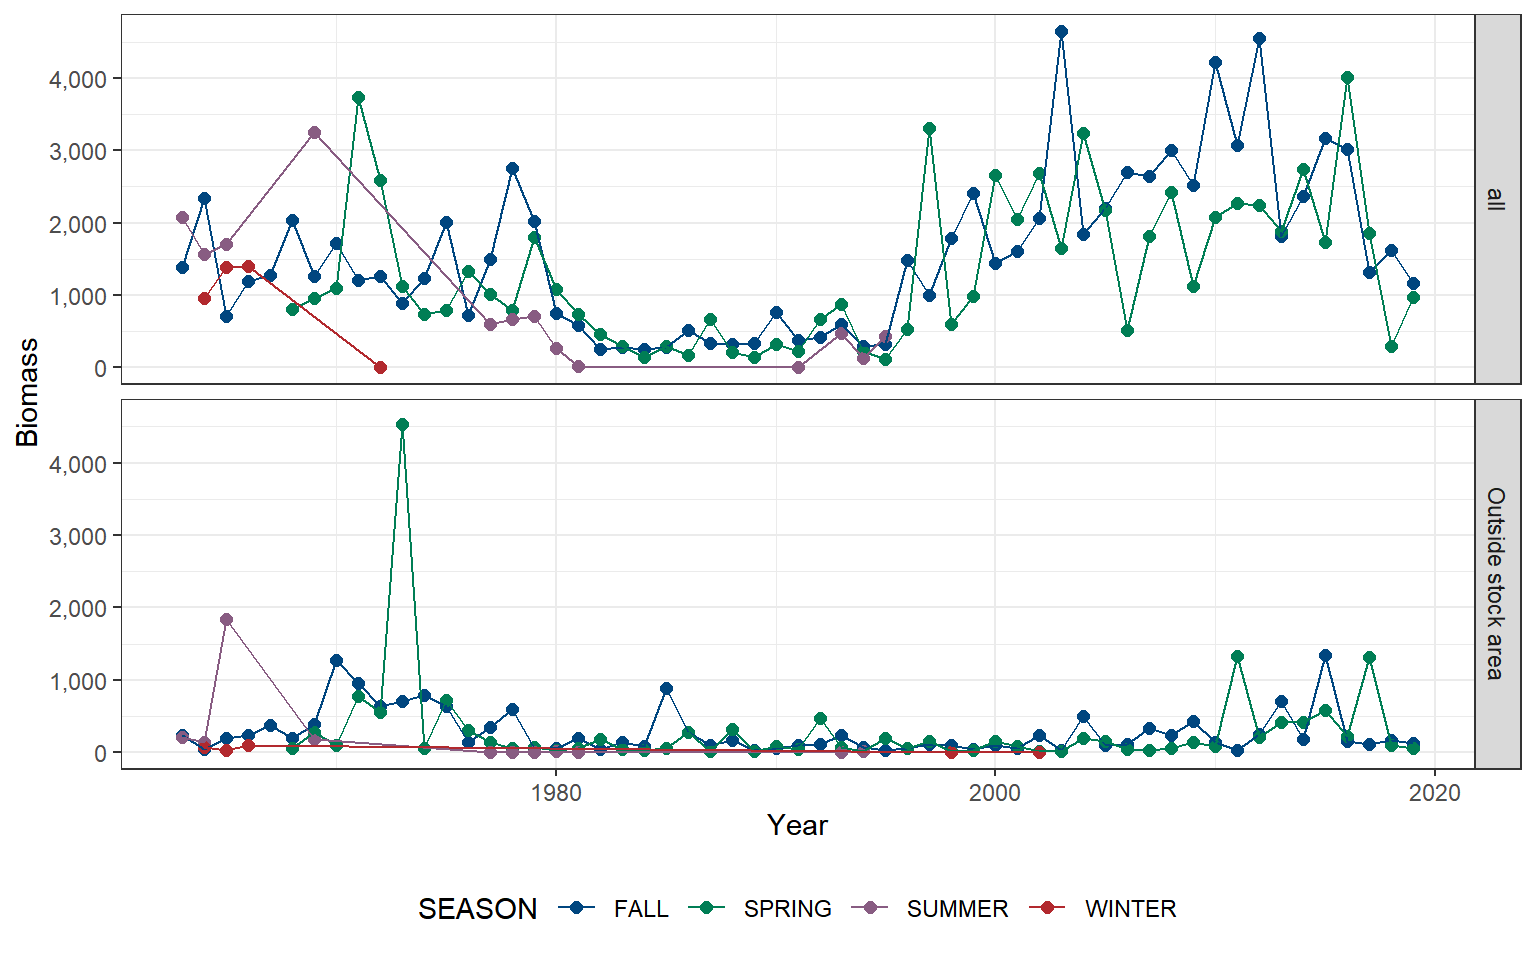 4,000
3,000
2,000
1,000
0
all
4,000
3,000
2,000
1,000
0
Outside stock area
Biomass
1980 2000 2020
Year
SEASON FALL SPRING SUMMER WINTER